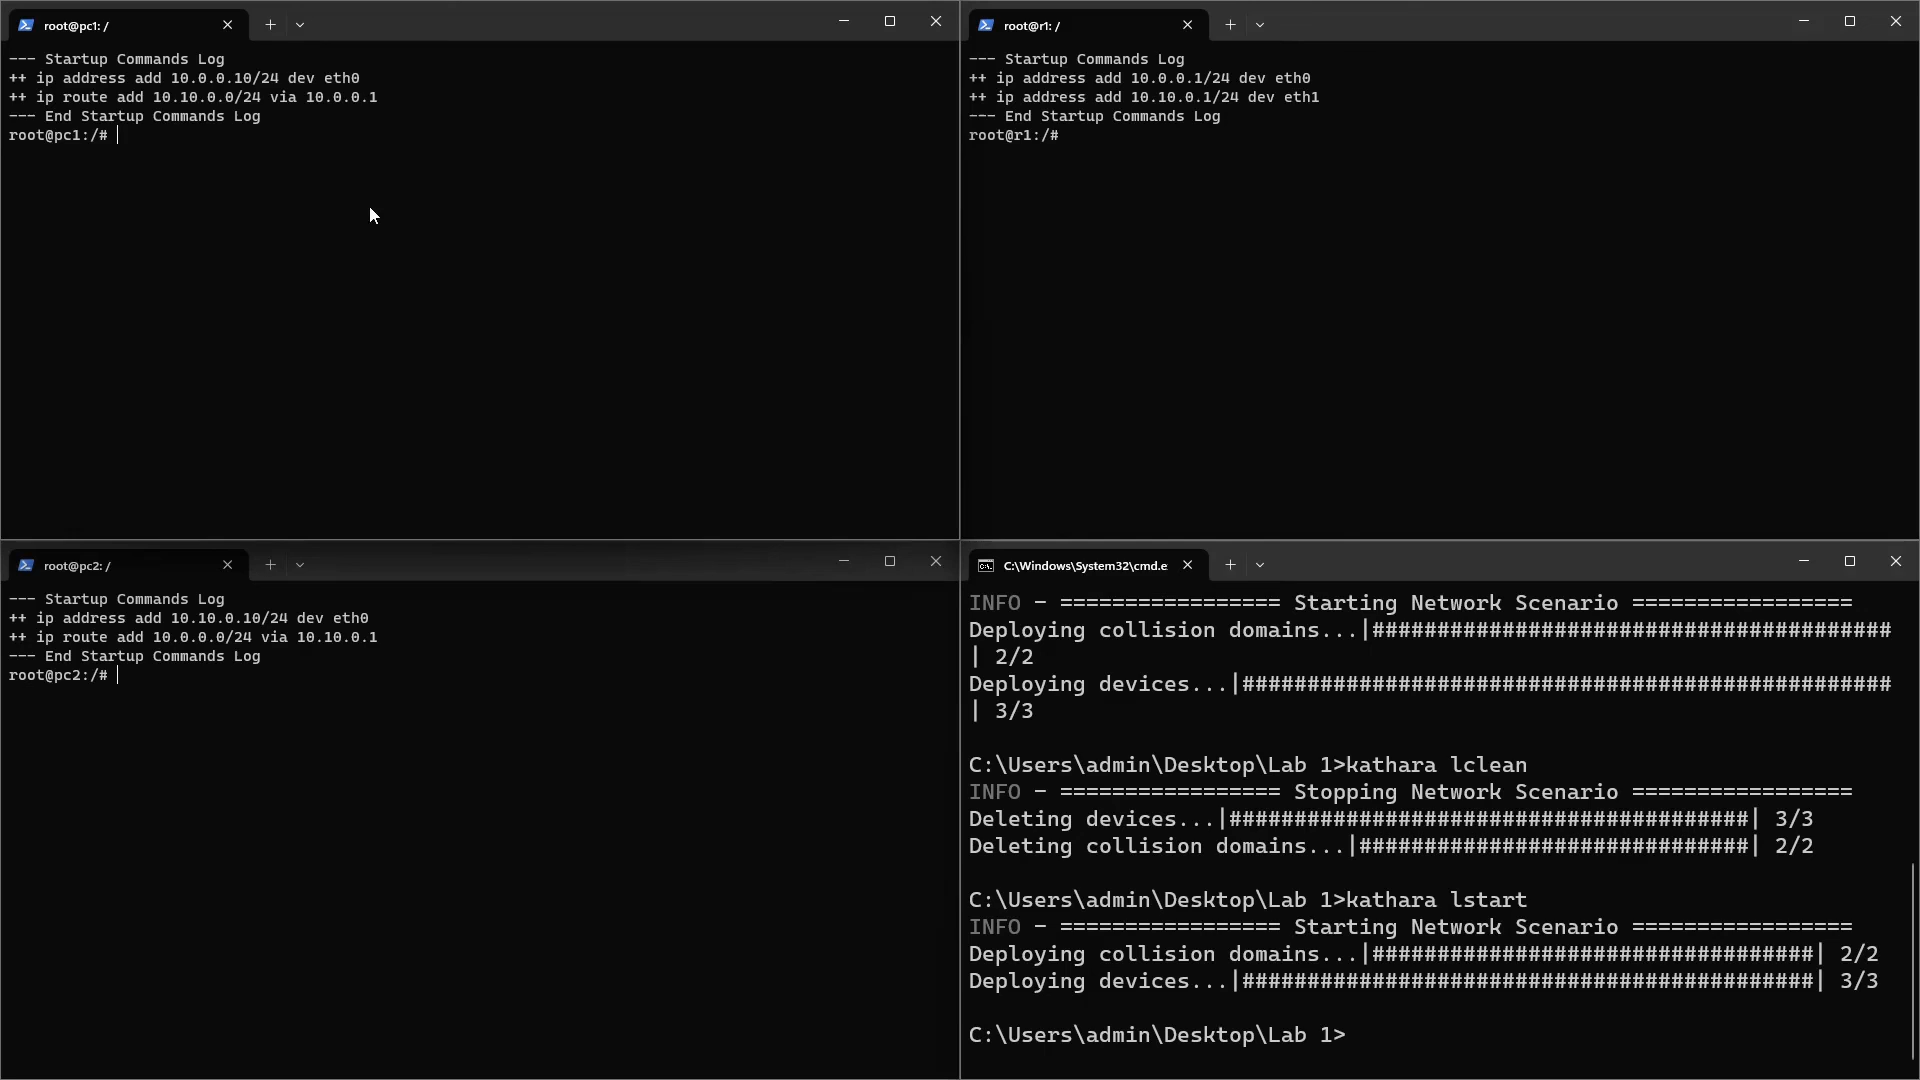 root@pc1: /
--- Startup Commands Log
++ ip address add 10.0.0.10/24 dev eth0
++ ip route add 10.10.0.0/24 via 10.0.0.1
--- End Startup Commands Log
root@pc1:/#
root@r1: /
--- Startup Commands Log
++ ip address add 10.0.0.1/24 dev eth0
++ ip address add 10.10.0.1/24 dev eth1
--- End Startup Commands Log
root@r1:/#
root@pc2: /
--- Startup Commands Log
++ ip address add 10.10.0.10/24 dev eth0
++ ip route add 10.0.0.0/24 via 10.10.0.1
--- End Startup Commands Log
root@pc2:/#
C:\Windows\System32\cmd.e
INFO - ================= Starting Network Scenario =================
Deploying collision domains...|########################################
| 2/2
Deploying devices...|##################################################
| 3/3
C:\Users\admin\Desktop\Lab 1>kathara lclean
INFO - ================= Stopping Network Scenario =================
Deleting devices...|########################################| 3/3
Deleting collision domains...|##############################| 2/2
C:\Users\admin\Desktop\Lab 1>kathara lstart
INFO - ================= Starting Network Scenario =================
Deploying collision domains...|##################################| 2/2
Deploying devices...|############################################| 3/3
C:\Users\admin\Desktop\Lab 1>